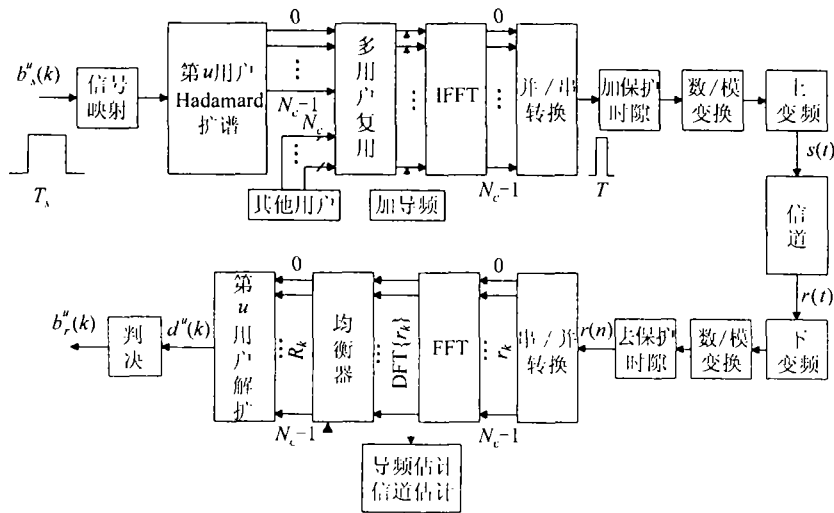 b^u_s(k)
T_s
信号
映射
第u用户
Hadamard
扩谱
0
⋮
N_c-1
N_c
⋮
其他用户
多用户复用
⋮
加导频
IFFT
0
⋮
N_c-1
并/串
转换
T
加保护
时隙
数/模
变换
上
变频
s(t)
信
道
r(t)
下
变频
数/模
变换
去保护
时隙
r(n)
串/并
转换
0
⋮ r_k
N_c-1
FFT
DFT{r_k}
⋮
均衡器
0
⋮
R_k
N_c-1
第u用户解扩
d^u(k)
判
决
b^u_r(k)
导频估计
信道估计